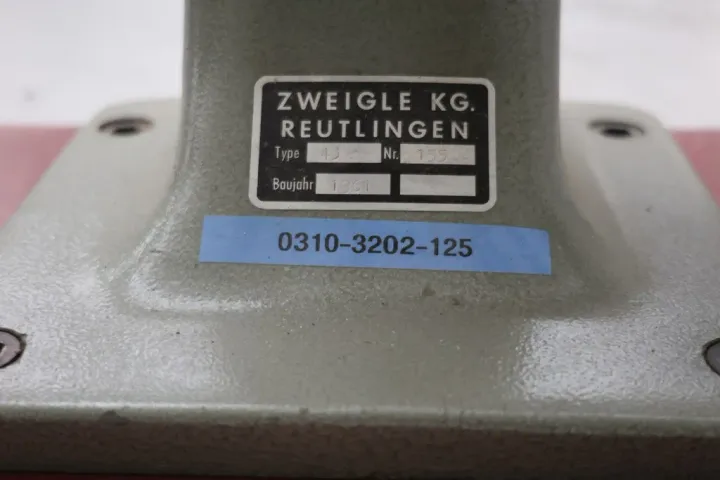 ZWEIGLE KG.
REUTLINGEN
Type Nr.
Baujahr
0310-3202-125